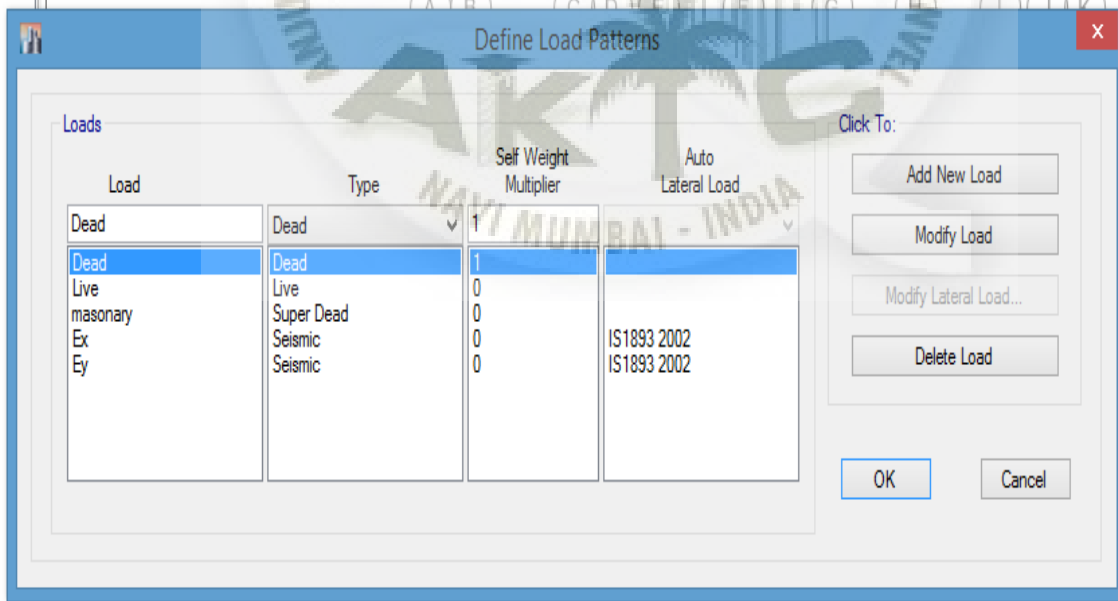 Define Load Patterns
x
Loads
Click To:
Load
Type
Self Weight
Multiplier
Auto
Lateral Load
Dead
Dead
1
Dead Dead 1
Live Live 0
masonary Super Dead 0
Ex Seismic 0 IS1893 2002
Ey Seismic 0 IS1893 2002
Add New Load
Modify Load
Modify Lateral Load...
Delete Load
OK
Cancel
AKTC
NAVI MUMBAI - INDIA